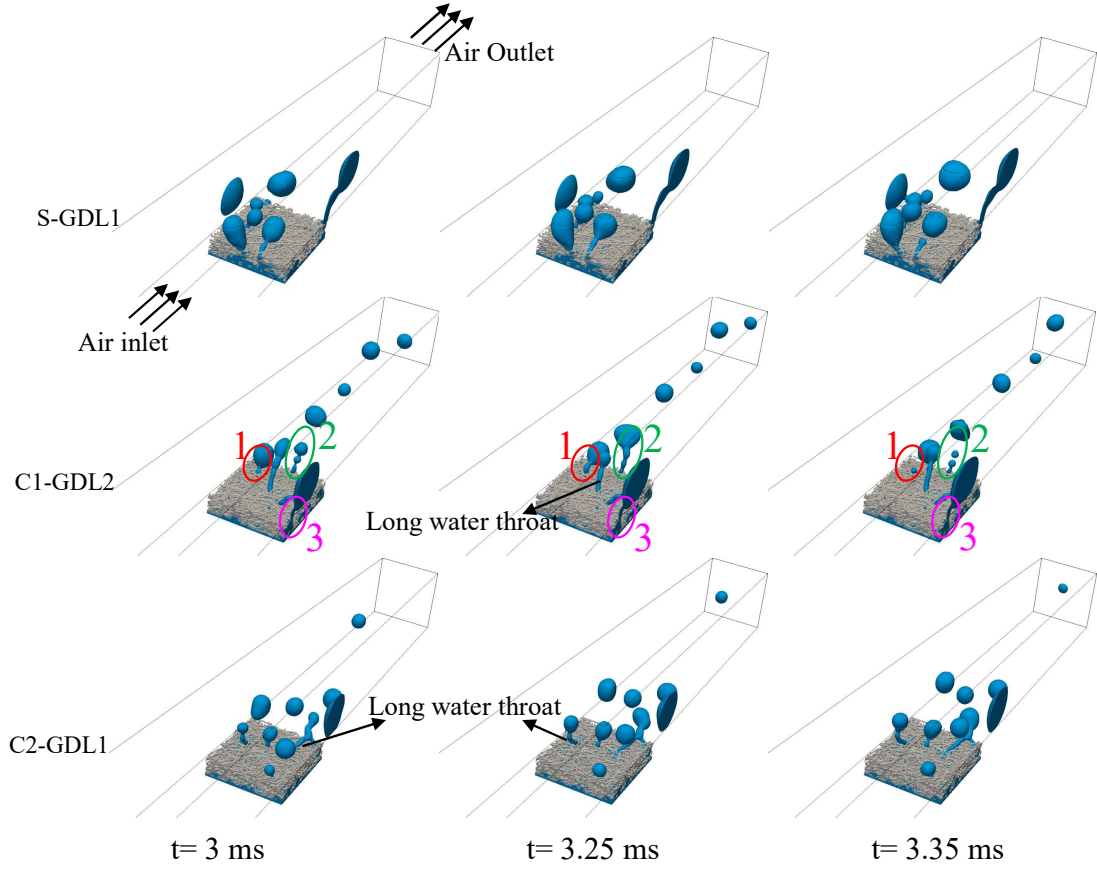 Air Outlet
S-GDL1
Air inlet
1
2
3
1
2
3
1
2
3
C1-GDL2
Long water throat
C2-GDL1
Long water throat
t= 3 ms
t= 3.25 ms
t= 3.35 ms